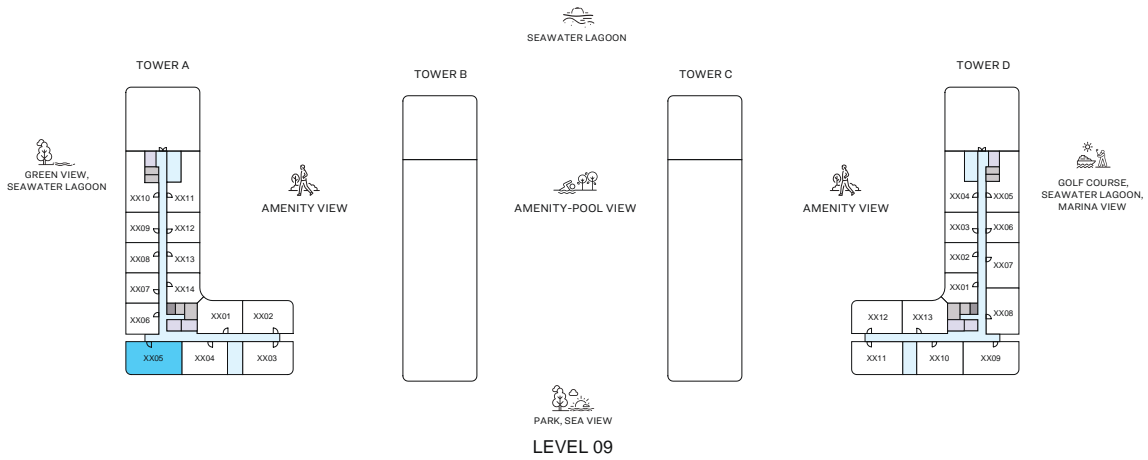 SEAWATER LAGOON
TOWER A
TOWER B
TOWER C
TOWER D
GREEN VIEW,
SEAWATER LAGOON
AMENITY VIEW
AMENITY-POOL VIEW
AMENITY VIEW
GOLF COURSE,
SEAWATER LAGOON,
MARINA VIEW
XX10
XX11
XX09
XX12
XX08
XX13
XX07
XX14
XX06
XX01
XX02
XX05
XX04
XX03
XX04
XX05
XX03
XX06
XX02
XX07
XX01
XX08
XX12
XX13
XX11
XX10
XX09
PARK, SEA VIEW
LEVEL 09